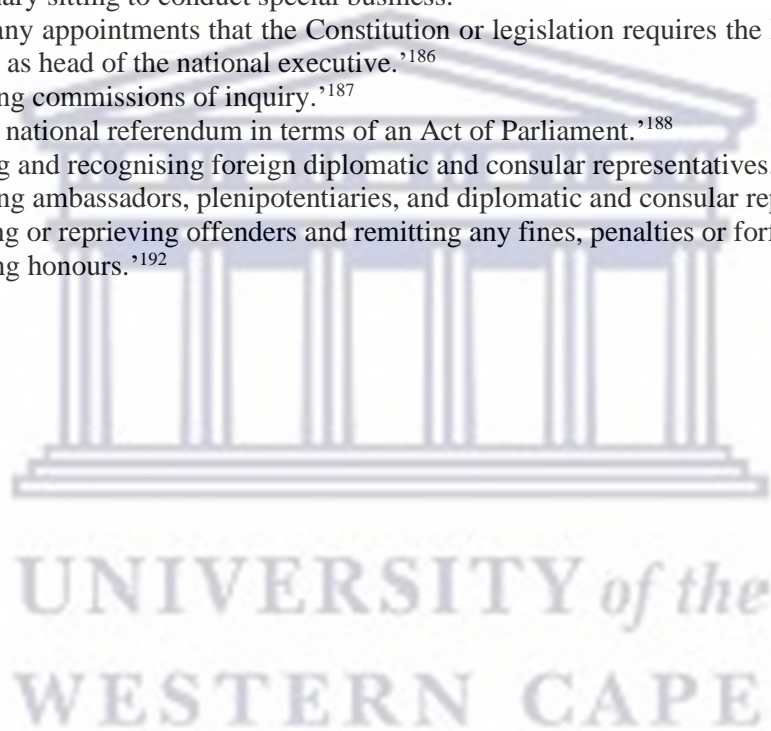 nary sitting to conduct special business.
any appointments that the Constitution or legislation requires the
as head of the national executive.’186
ng commissions of inquiry.’187
national referendum in terms of an Act of Parliament.’188
g and recognising foreign diplomatic and consular representatives.
ng ambassadors, plenipotentiaries, and diplomatic and consular rep
ng or reprieving offenders and remitting any fines, penalties or forf
ng honours.’192
UNIVERSITY of the
WESTERN CAPE